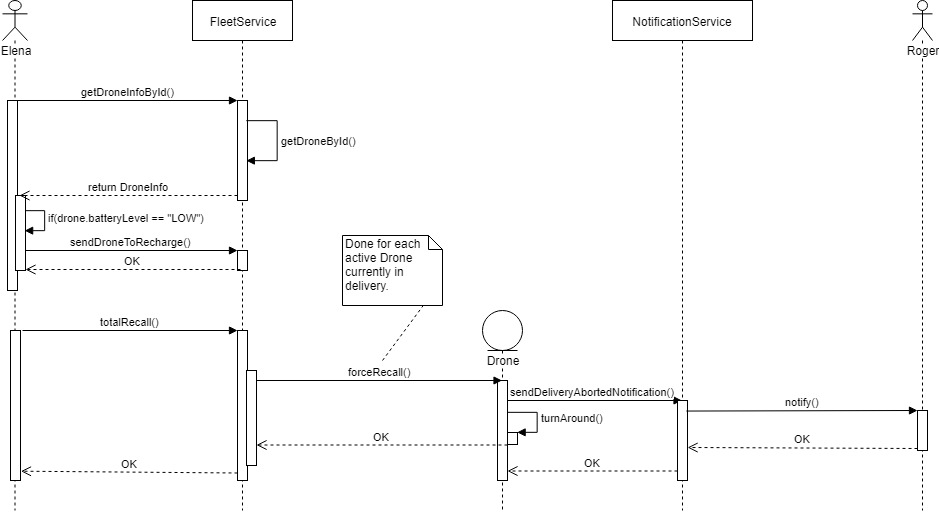 FleetService
NotificationService
Elena
Roger
getDroneInfoById()
getDroneById()
return DroneInfo
if(drone.batteryLevel == "LOW")
sendDroneToRecharge()
OK
Done for each
active Drone
currently in
delivery.
totalRecall()
Drone
forceRecall()
sendDeliveryAbortedNotification()
notify()
turnAround()
OK
OK
OK
OK